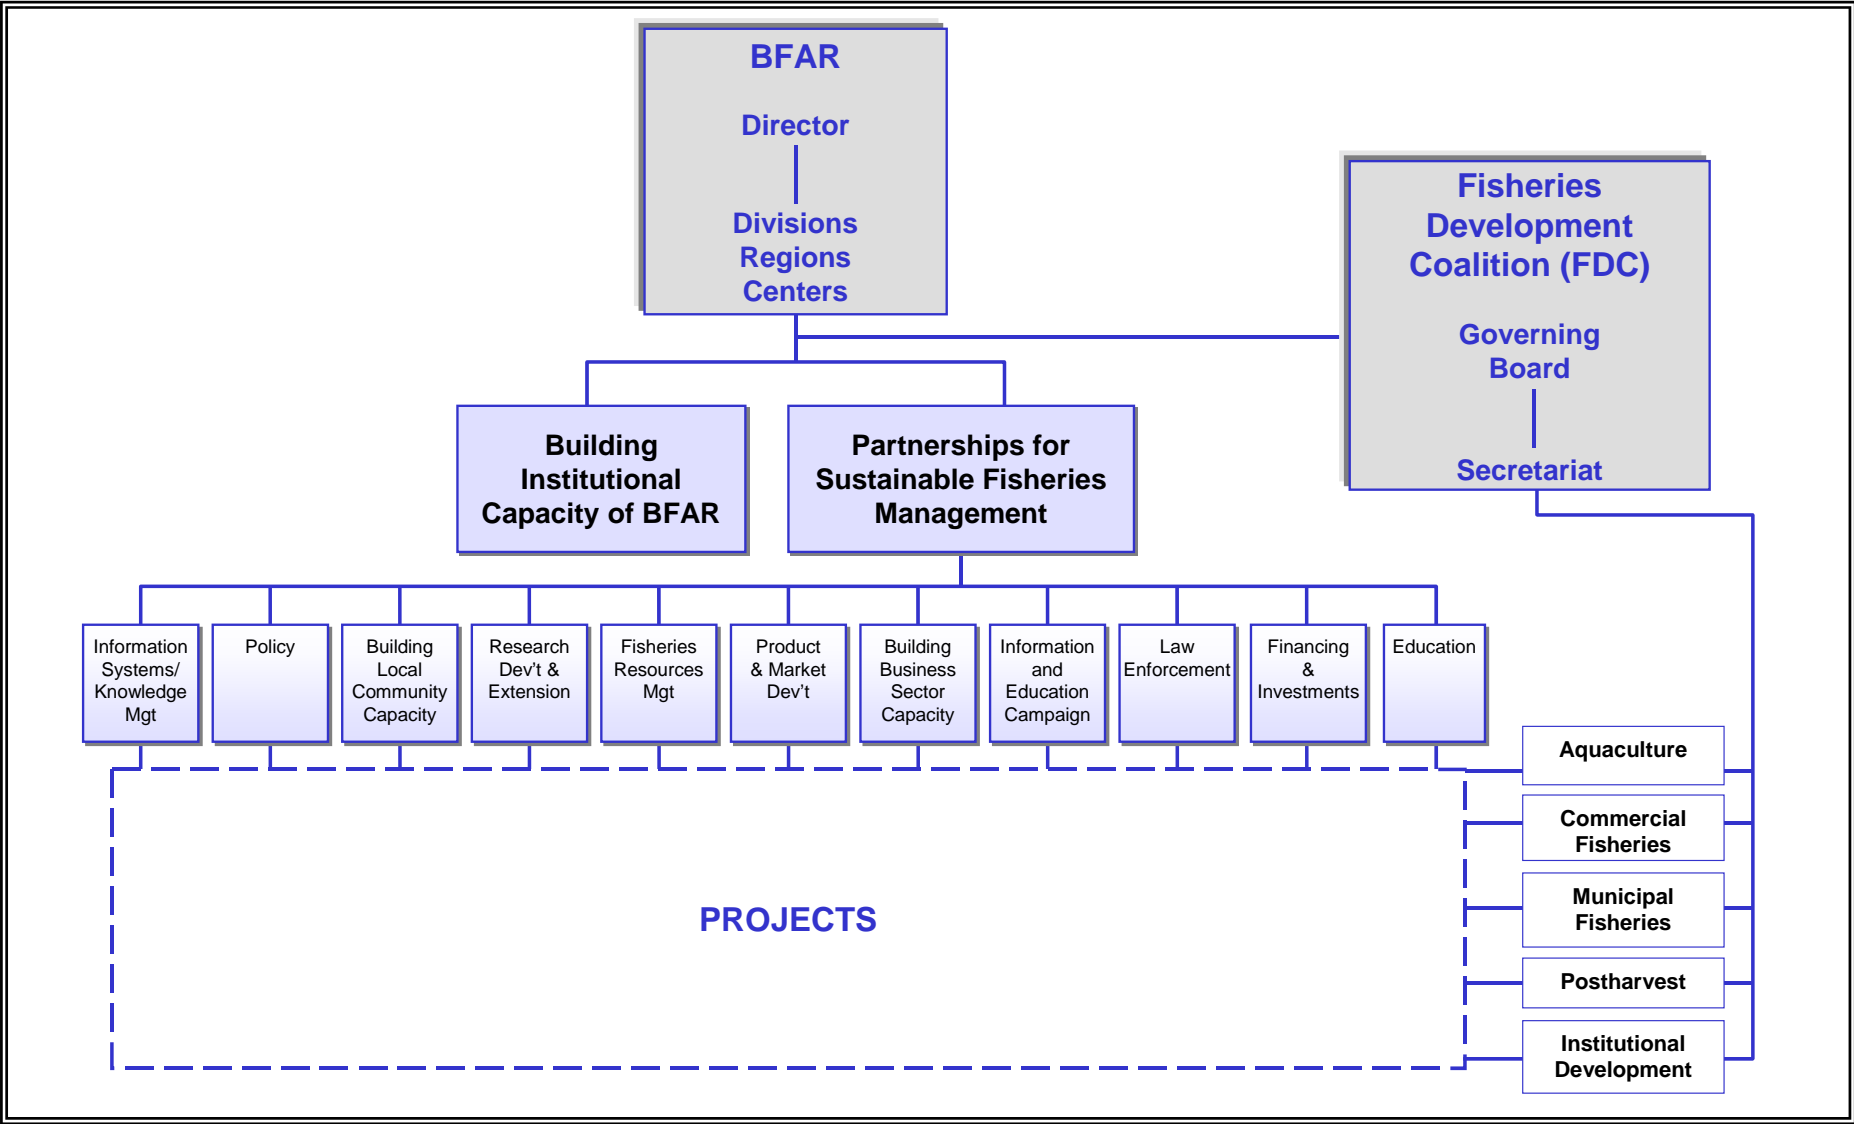 BFAR
Director
Divisions
Regions
Centers
Fisheries
Development
Coalition (FDC)
Governing
Board
Secretariat
Building
Institutional
Capacity of BFAR
Partnerships for
Sustainable Fisheries
Management
Information
Systems/
Knowledge
Mgt
Policy
Building
Local
Community
Capacity
Research
Dev't &
Extension
Fisheries
Resources
Mgt
Product
& Market
Dev't
Building
Business
Sector
Capacity
Information
and
Education
Campaign
Law
Enforcement
Financing
&
Investments
Education
Aquaculture
Commercial
Fisheries
Municipal
Fisheries
Postharvest
Institutional
Development
PROJECTS